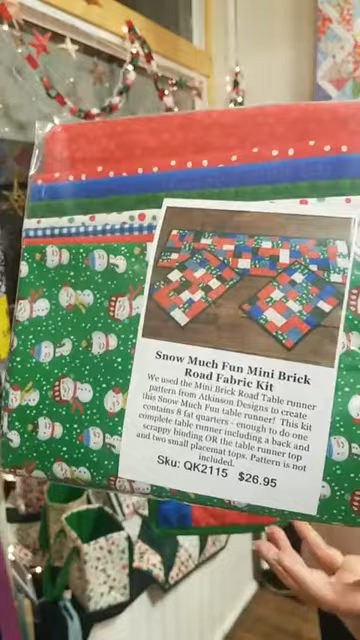 Snow Much Fun Mini Brick
Road Fabric Kit
We used the Mini Brick Road Table runner
pattern from Atkinson Designs to create
this Snow Much Fun table runner! This kit
contains 8 fat quarters - enough to do one
complete table runner including a back and
scrappy binding OR the table runner top
and two small placemat tops. Pattern is not
included.
Sku: QK2115 $26.95